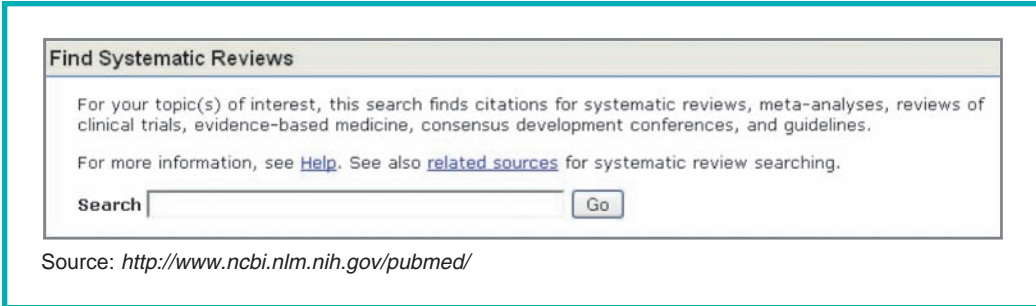 Find Systematic Reviews
For your topic(s) of interest, this search finds citations for systematic reviews, meta-analyses, reviews of
clinical trials, evidence-based medicine, consensus development conferences, and guidelines.
For more information, see Help. See also related sources for systematic review searching.
Search Go
Source: http://www.ncbi.nlm.nih.gov/pubmed/